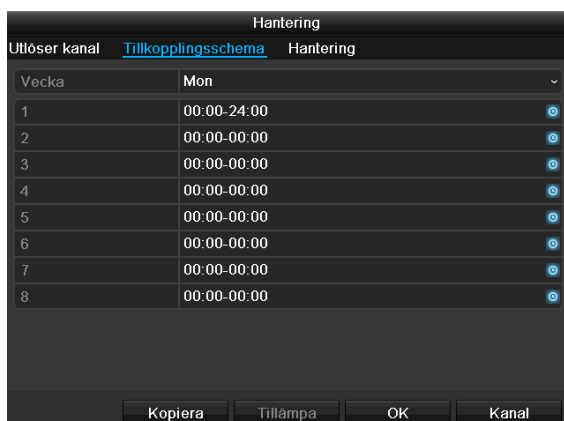 Hantering
Utlöser kanal Tillkopplingsschema Hantering
Vecka Mon
1 00:00-24:00
2 00:00-00:00
3 00:00-00:00
4 00:00-00:00
5 00:00-00:00
6 00:00-00:00
7 00:00-00:00
8 00:00-00:00
Kopiera Tillämpa OK Kanal